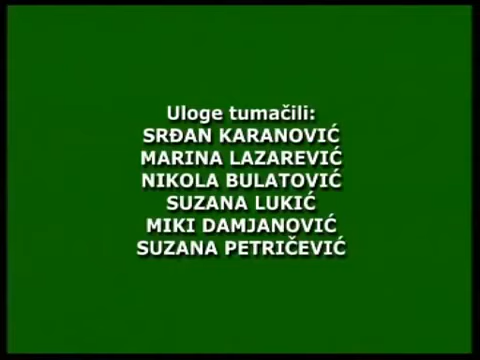 Uloge tumačili:
SRĐAN KARANOVIĆ
MARINA LAZAREVIĆ
NIKOLA BULATOVIĆ
SUZANA LUKIĆ
MIKI DAMJANOVIĆ
SUZANA PETRIČEVIĆ